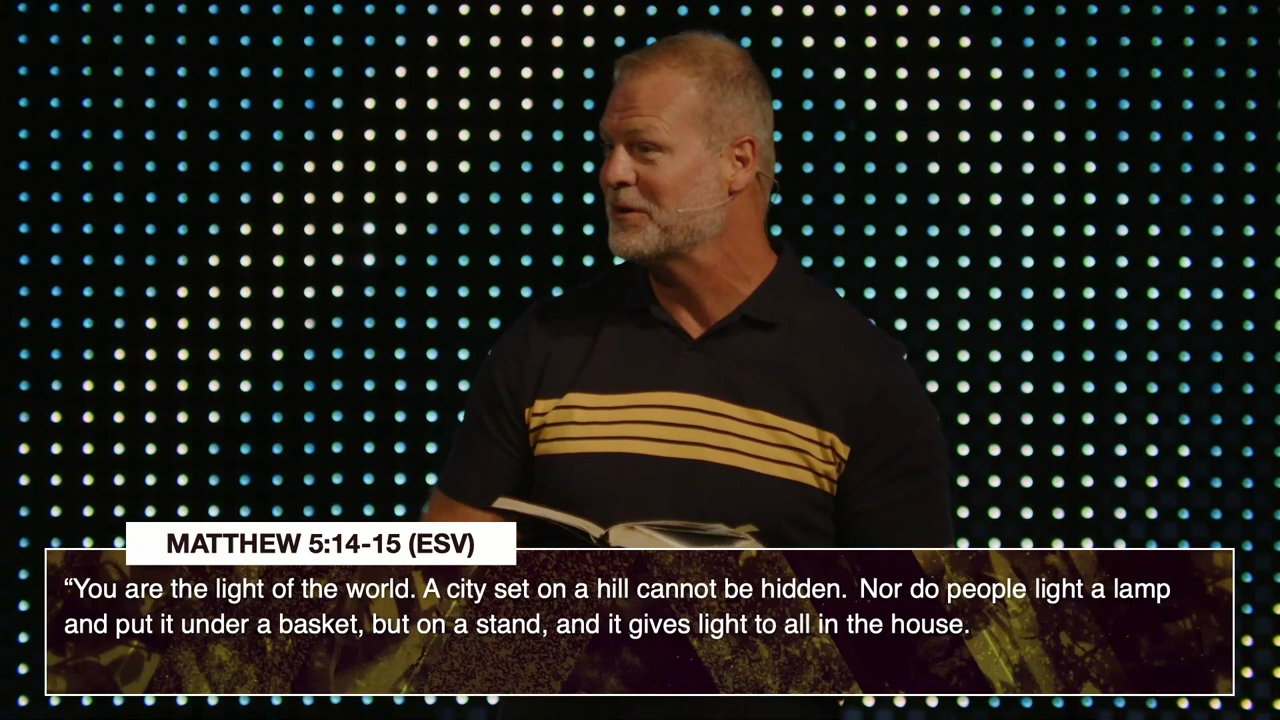 MATTHEW 5:14-15 (ESV)
“You are the light of the world. A city set on a hill cannot be hidden. Nor do people light a lamp
and put it under a basket, but on a stand, and it gives light to all in the house.